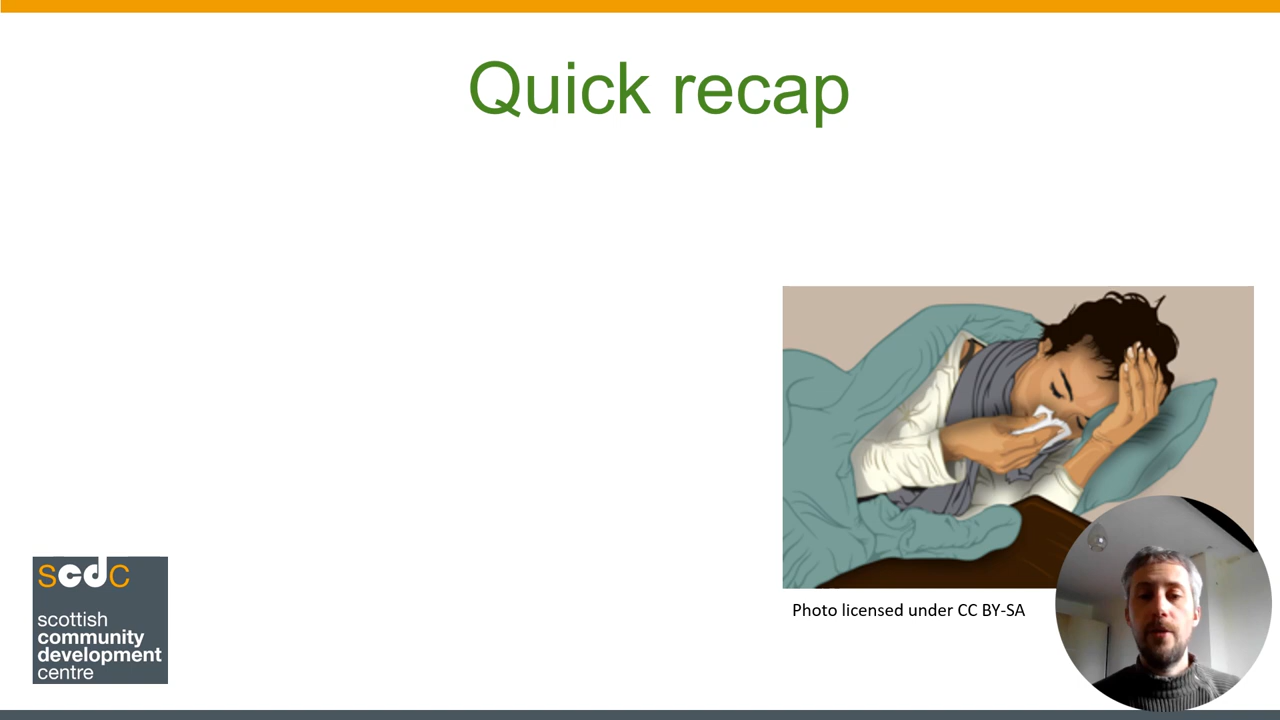 Quick recap
scdc
scottish
community
development
centre
Photo licensed under CC BY-SA